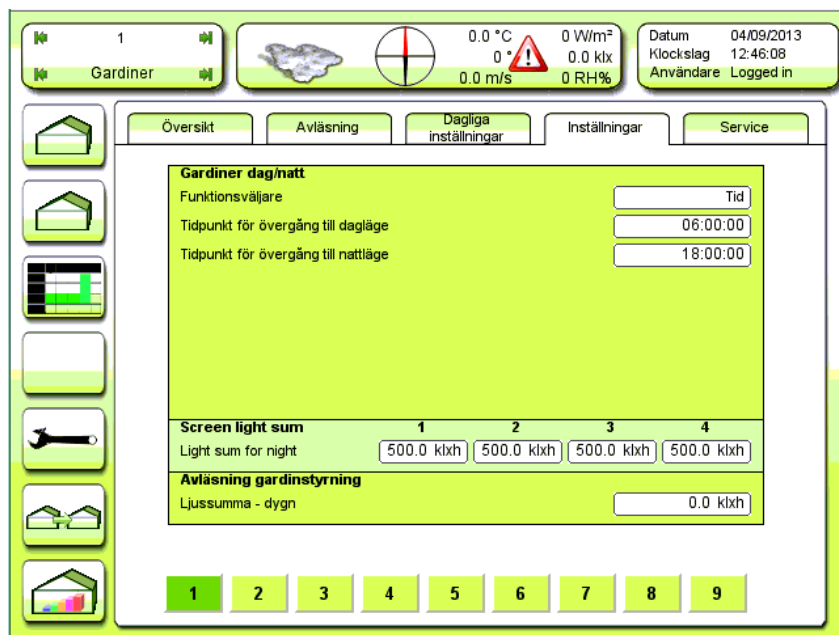 1
Gardiner
0.0 °C
0 °
0.0 m/s
0 W/m²
0.0 klx
0 RH%
Datum 04/09/2013
Klockslag 12:46:08
Användare Logged in
Översikt
Avläsning
Dagliga
inställningar
Inställningar
Service
Gardiner dag/natt
Funktionsväljare Tid
Tidpunkt för övergång till dagläge 06:00:00
Tidpunkt för övergång till nattläge 18:00:00
Screen light sum 1 2 3 4
Light sum for night 500.0 klxh 500.0 klxh 500.0 klxh 500.0 klxh
Avläsning gardinstyrning
Ljussumma - dygn 0.0 klxh
1 2 3 4 5 6 7 8 9